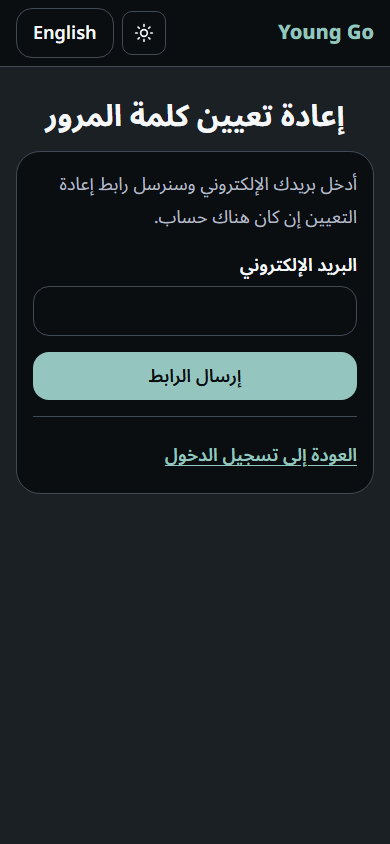 Young Go
English
إعادة تعيين كلمة المرور
أدخل بريدك الإلكتروني وسنرسل رابط إعادة
التعيين إن كان هناك حساب.
البريد الإلكتروني
إرسال الرابط
العودة إلى تسجيل الدخول